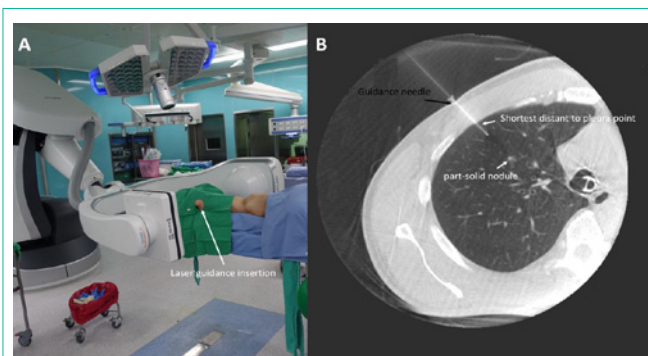 A
Laser guidance insertion
B
Guidance needle
Shortest distant to pleura point
part-solid nodule